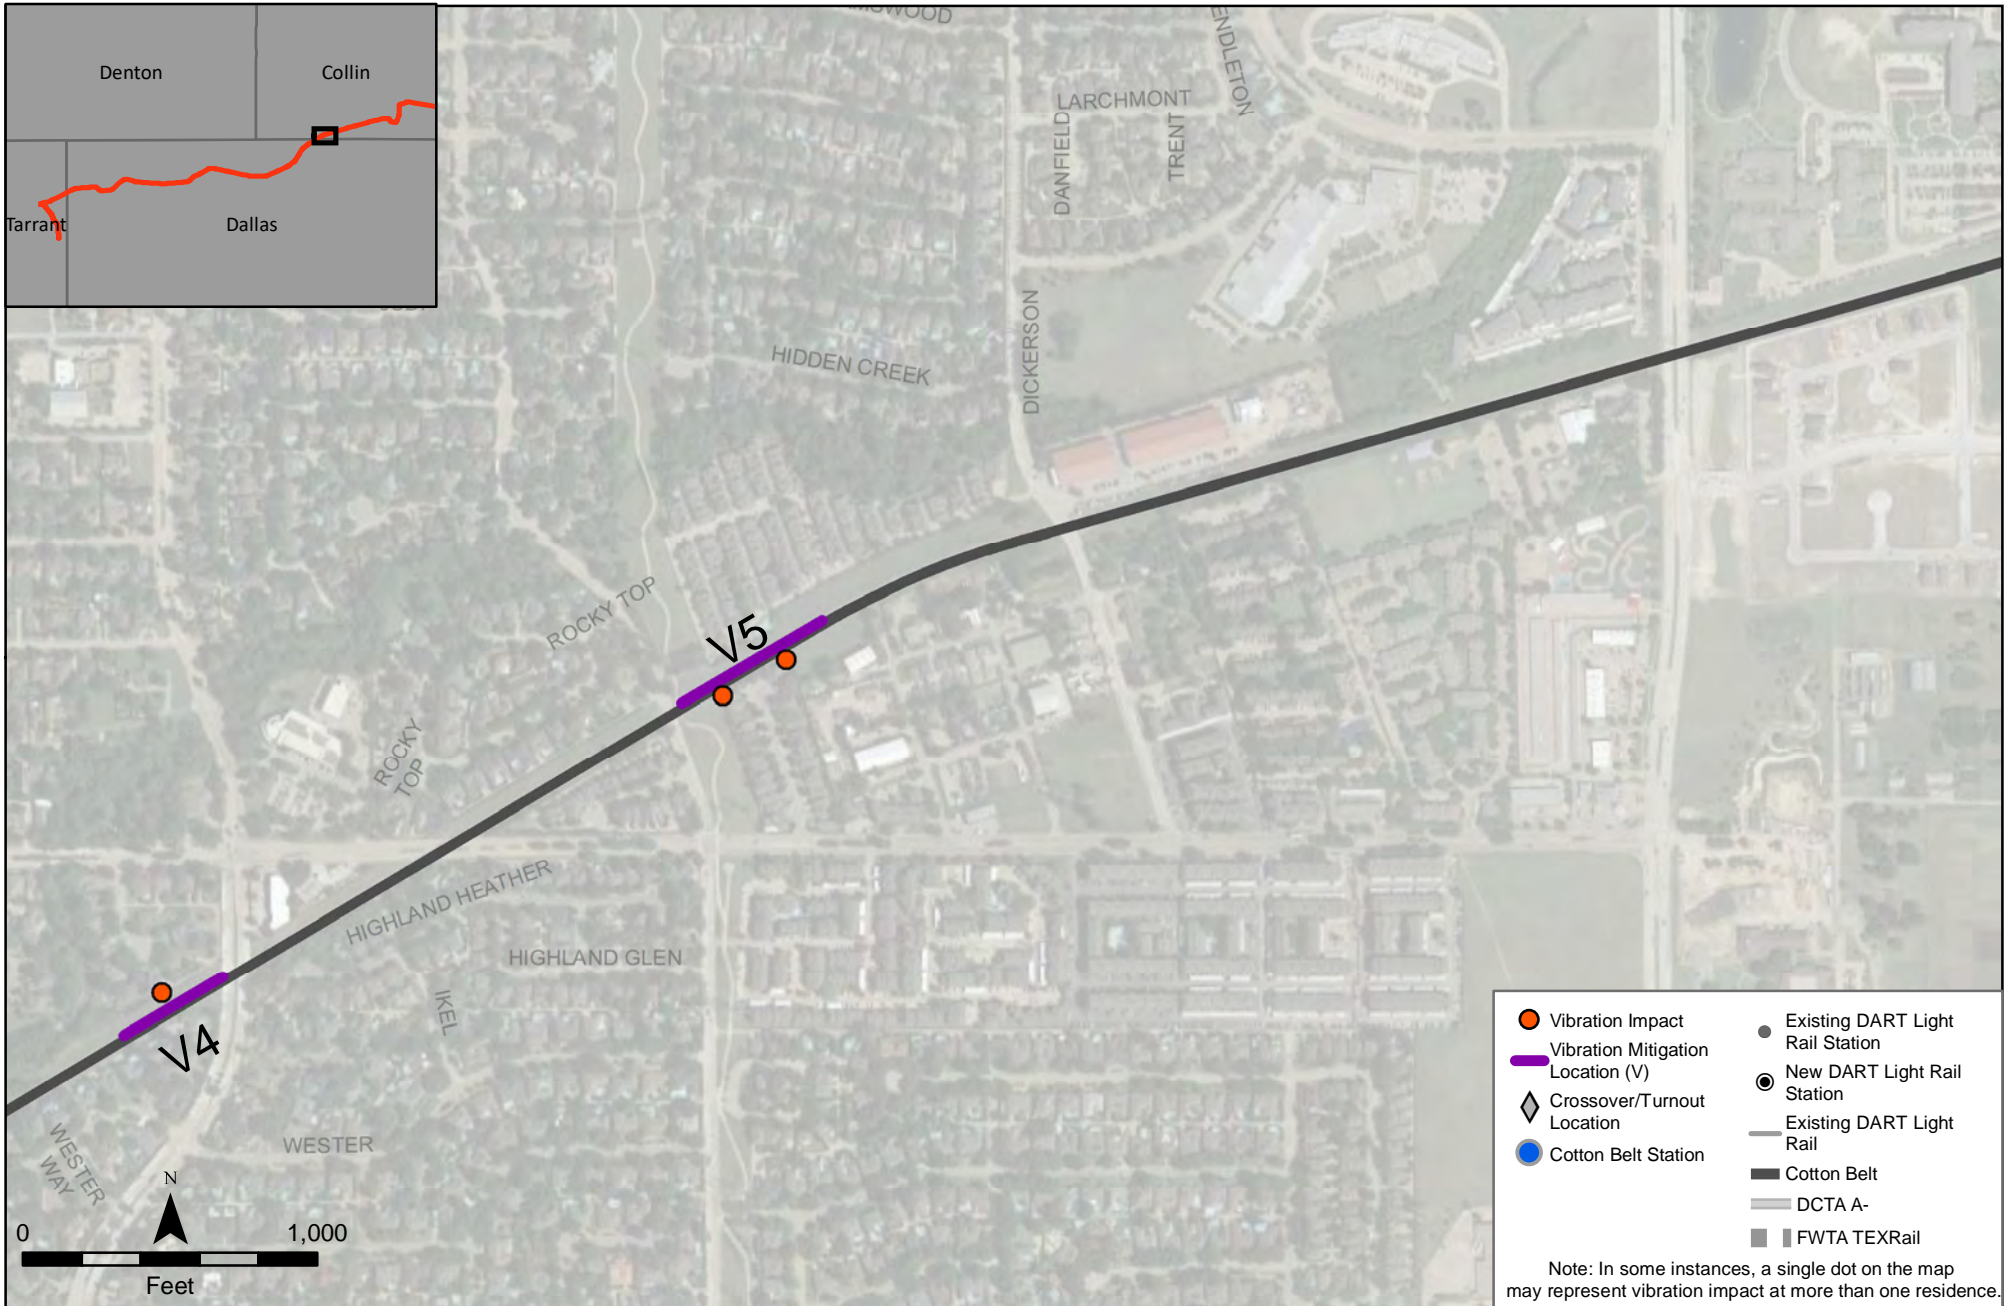 Denton
Collin
Tarrant
Dallas
ENDLETON
LARCHMONT
DANFIELD
TRENT
HIDDEN CREEK
DICKERSON
ROCKY TOP
V5
ROCKY
TOP
HIGHLAND HEATHER
HIGHLAND GLEN
IKEL
V4
WESTER
WAY
WESTER
N
0
1,000
Feet
Vibration Impact
Vibration Mitigation
Location (V)
Crossover/Turnout
Location
Cotton Belt Station
Existing DART Light
Rail Station
New DART Light Rail
Station
Existing DART Light
Rail
Cotton Belt
DCTA A-
FWTA TEXRail
Note: In some instances, a single dot on the map
may represent vibration impact at more than one residence.